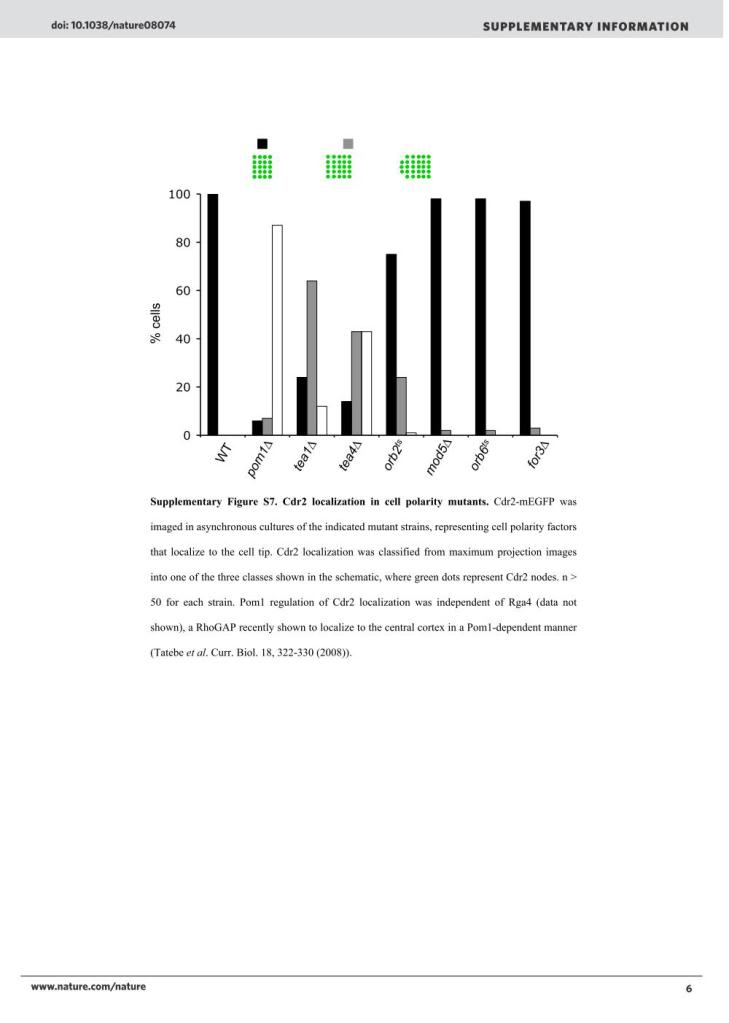 doi: 10.1038/nature08074
SUPPLEMENTARY INFORMATION
100
80
60
40
20
0
% cells
WT
pom1Δ
tea1Δ
tea4Δ
orb2ts
mod5Δ
orb6ts
for3Δ
Supplementary Figure S7. Cdr2 localization in cell polarity mutants. Cdr2-mEGFP was
imaged in asynchronous cultures of the indicated mutant strains, representing cell polarity factors
that localize to the cell tip. Cdr2 localization was classified from maximum projection images
into one of the three classes shown in the schematic, where green dots represent Cdr2 nodes. n >
50 for each strain. Pom1 regulation of Cdr2 localization was independent of Rga4 (data not
shown), a RhoGAP recently shown to localize to the central cortex in a Pom1-dependent manner
(Tatebe et al. Curr. Biol. 18, 322-330 (2008)).
www.nature.com/nature
6